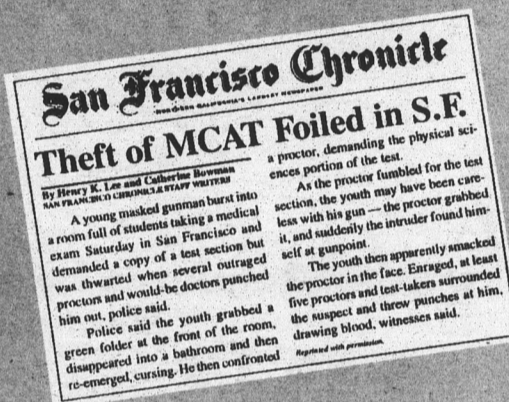 San Francisco Chronicle
NORTHERN CALIFORNIA'S LARGEST NEWSPAPER
Theft of MCAT Foiled in S.F.
By Henry K. Lee and Catherine Bowman
SAN FRANCISCO CHRONICLE STAFF WRITERS
A young masked gunman burst into
a room full of students taking a medical
exam Saturday in San Francisco and
demanded a copy of a test section but
was thwarted when several outraged
proctors and would-be doctors punched
him out, police said.
Police said the youth grabbed a
green folder at the front of the room,
disappeared into a bathroom and then
re-emerged, cursing. He then confronted
a proctor, demanding the physical sci-
ences portion of the test.
As the proctor fumbled for the test
section, the youth may have been care-
less with his gun — the proctor grabbed
it, and suddenly the intruder found him-
self at gunpoint.
The youth then apparently smacked
the proctor in the face. Enraged, at least
five proctors and test-takers surrounded
the suspect and threw punches at him,
drawing blood, witnesses said.
Reprinted with permission.